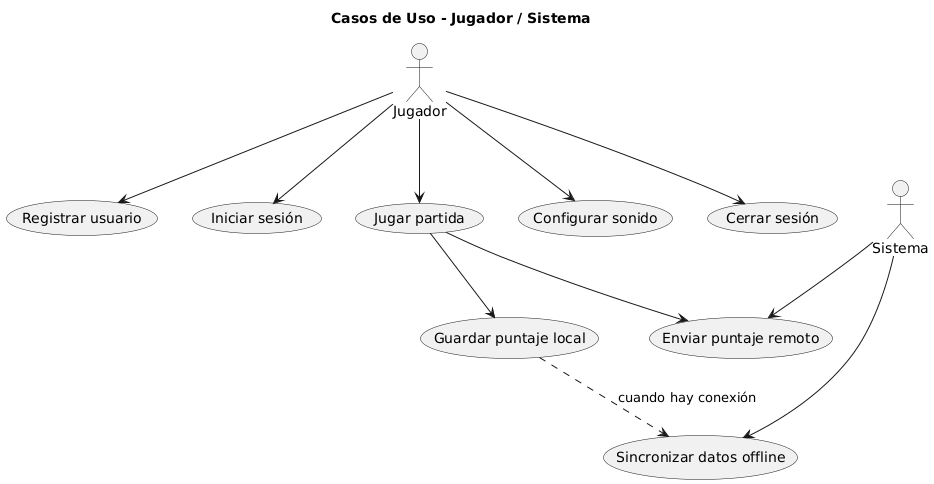 Casos de Uso - Jugador / Sistema
Jugador
Registrar usuario
Iniciar sesión
Jugar partida
Configurar sonido
Cerrar sesión
Sistema
Guardar puntaje local
Enviar puntaje remoto
cuando hay conexión
Sincronizar datos offline